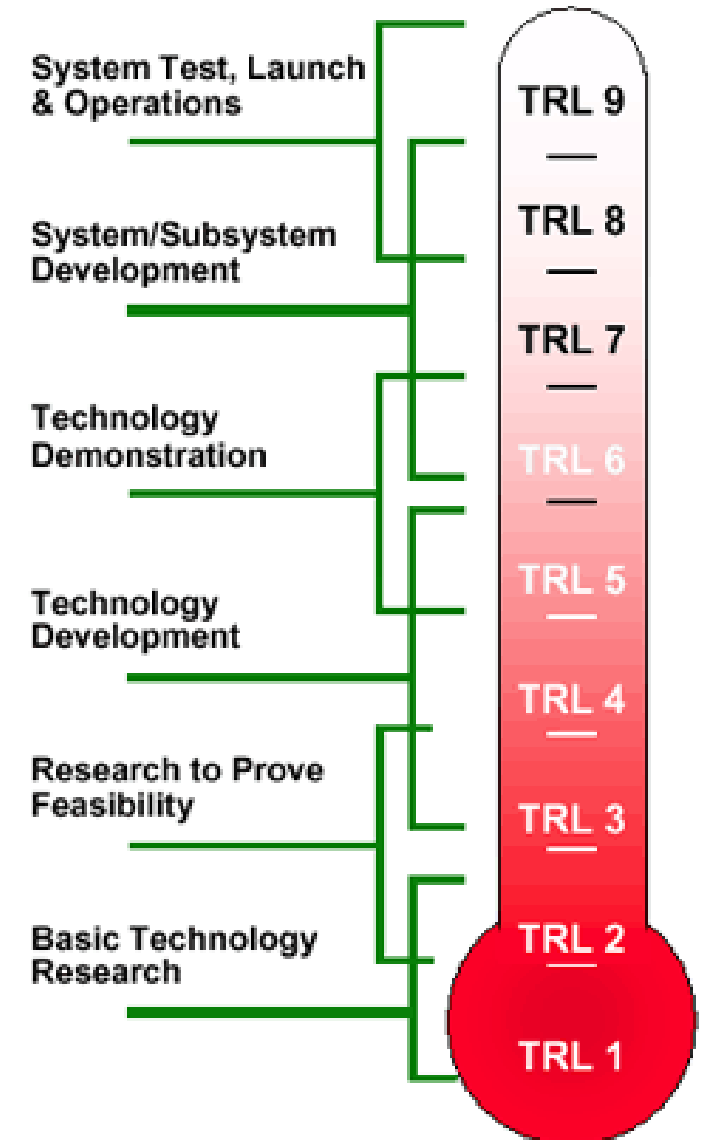 System Test, Launch
& Operations
System/Subsystem
Development
Technology
Demonstration
Technology
Development
Research to Prove
Feasibility
Basic Technology
Research
TRL 9
TRL 8
TRL 7
TRL 6
TRL 5
TRL 4
TRL 3
TRL 2
TRL 1